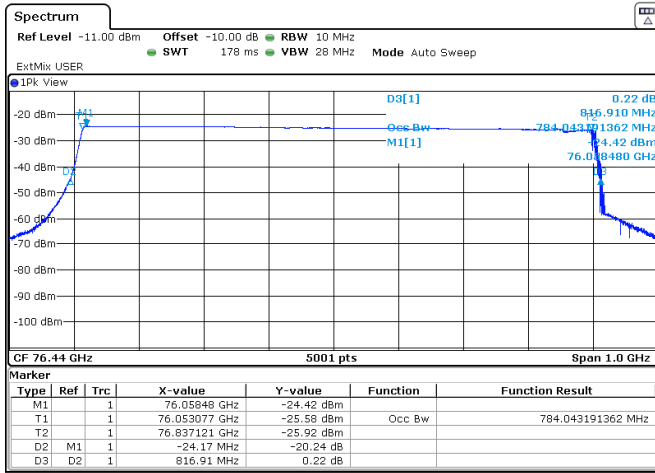 Spectrum
Ref Level -11.00 dBm Offset -10.00 dB RBW 10 MHz
SWT 178 ms VBW 28 MHz Mode Auto Sweep
ExtMix USER
1Pk View
D3[1] 0.22 dB
816.910 MHz
Occ Bw 784.043191362 MHz
M1[1] -24.42 dBm
GHz
M1
T2
D2
D3
-20 dBm
-30 dBm
-40 dBm
-50 dBm
-60 dBm
-70 dBm
-80 dBm
-90 dBm
-100 dBm
CF 76.44 GHz 5001 pts Span 1.0 GHz
Marker
Type Ref Trc X-value Y-value Function Function Result
M1 1 76.05848 GHz -24.42 dBm
T1 1 76.053077 GHz -25.58 dBm Occ Bw 784.043191362 MHz
T2 1 76.837121 GHz -25.92 dBm
D2 M1 1 -24.17 MHz -20.24 dB
D3 D2 1 816.91 MHz 0.22 dB